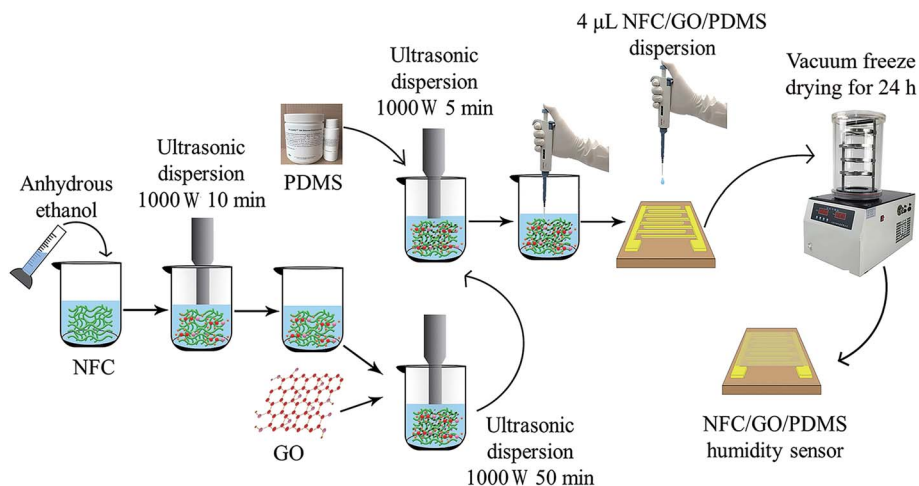 Anhydrous
ethanol
NFC
Ultrasonic
dispersion
1000 W 10 min
GO
Ultrasonic
dispersion
1000 W 50 min
PDMS
Ultrasonic
dispersion
1000 W 5 min
4 μL NFC/GO/PDMS
dispersion
Vacuum freeze
drying for 24 h
NFC/GO/PDMS
humidity sensor